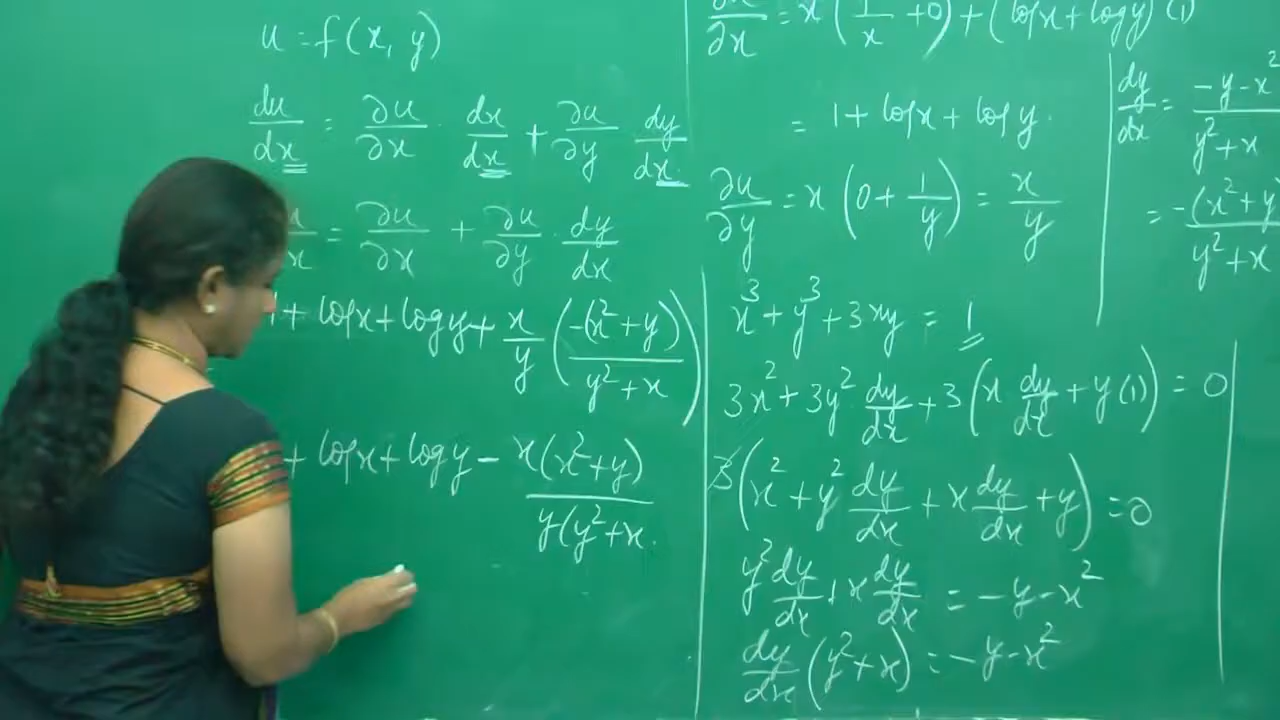 u = f(x, y)
du/dx = ∂u/∂x · dx/dx + ∂u/∂y dy/dx
= ∂u/∂x + ∂u/∂y · dy/dx
1 + log x + log y + x/y (-(x² + y)/(y² + x))
+ log x + log y - x(x² + y)/(y(y² + x
∂x = x(1/x + 0) + (log x + log y)(1)
= 1 + log x + log y.
∂u/∂y = x(0 + 1/y) = x/y
x³ + y³ + 3xy = 1
3x² + 3y² dy/dx + 3(x dy/dx + y(1)) = 0
3(x² + y² dy/dx + x dy/dx + y) = 0
y² dy/dx + x dy/dx = -y - x²
dy/dx (y² + x) = -y - x²
dy/dx = (-y - x²)/(y² + x)
= -(x² + y)/(y² + x)